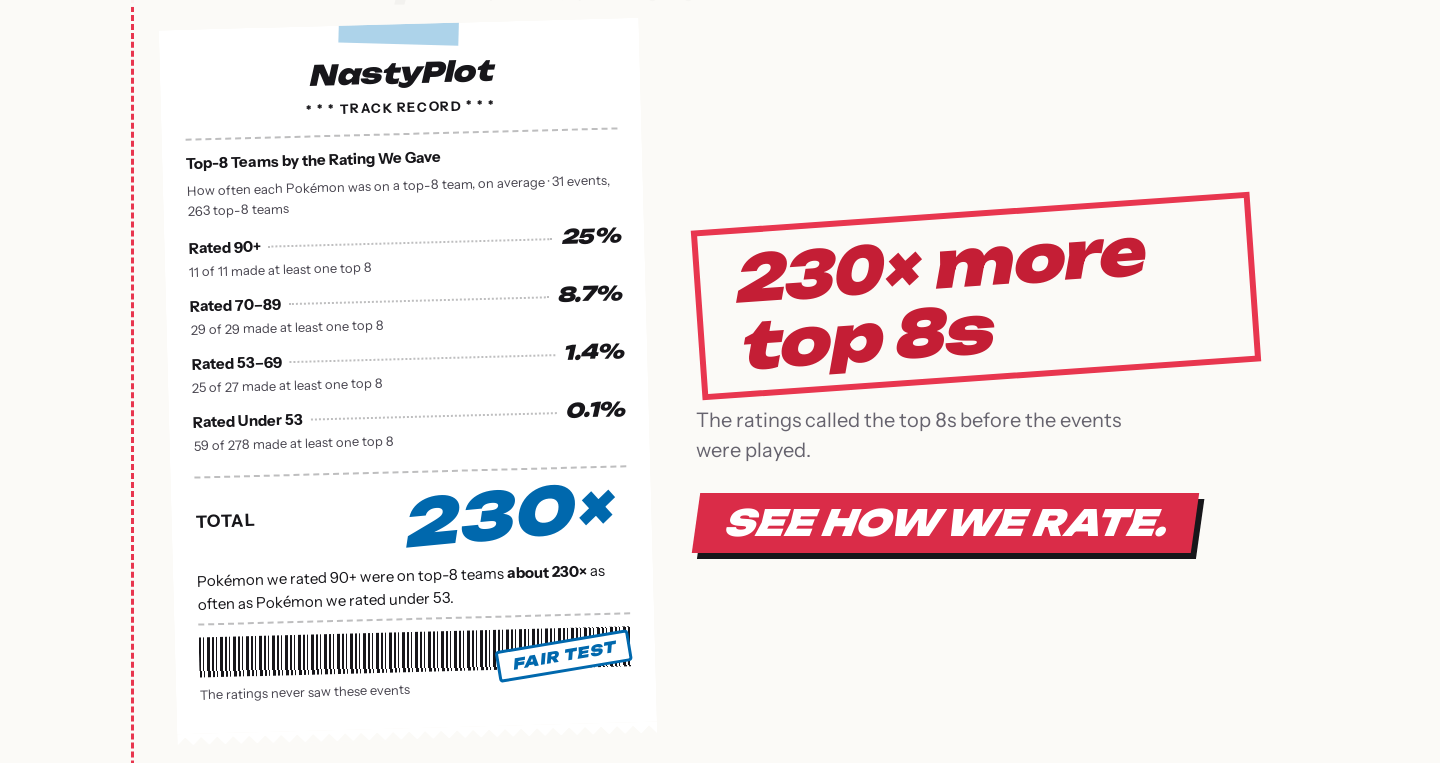 NastyPlot
* * * TRACK RECORD * * *
Top-8 Teams by the Rating We Gave
How often each Pokémon was on a top-8 team, on average · 31 events,
263 top-8 teams
Rated 90+ 25%
11 of 11 made at least one top 8
Rated 70–89 8.7%
29 of 29 made at least one top 8
Rated 53–69 1.4%
25 of 27 made at least one top 8
Rated Under 53 0.1%
59 of 278 made at least one top 8
TOTAL 230×
Pokémon we rated 90+ were on top-8 teams about 230× as
often as Pokémon we rated under 53.
FAIR TEST
The ratings never saw these events
230× more
top 8s
The ratings called the top 8s before the events
were played.
SEE HOW WE RATE.